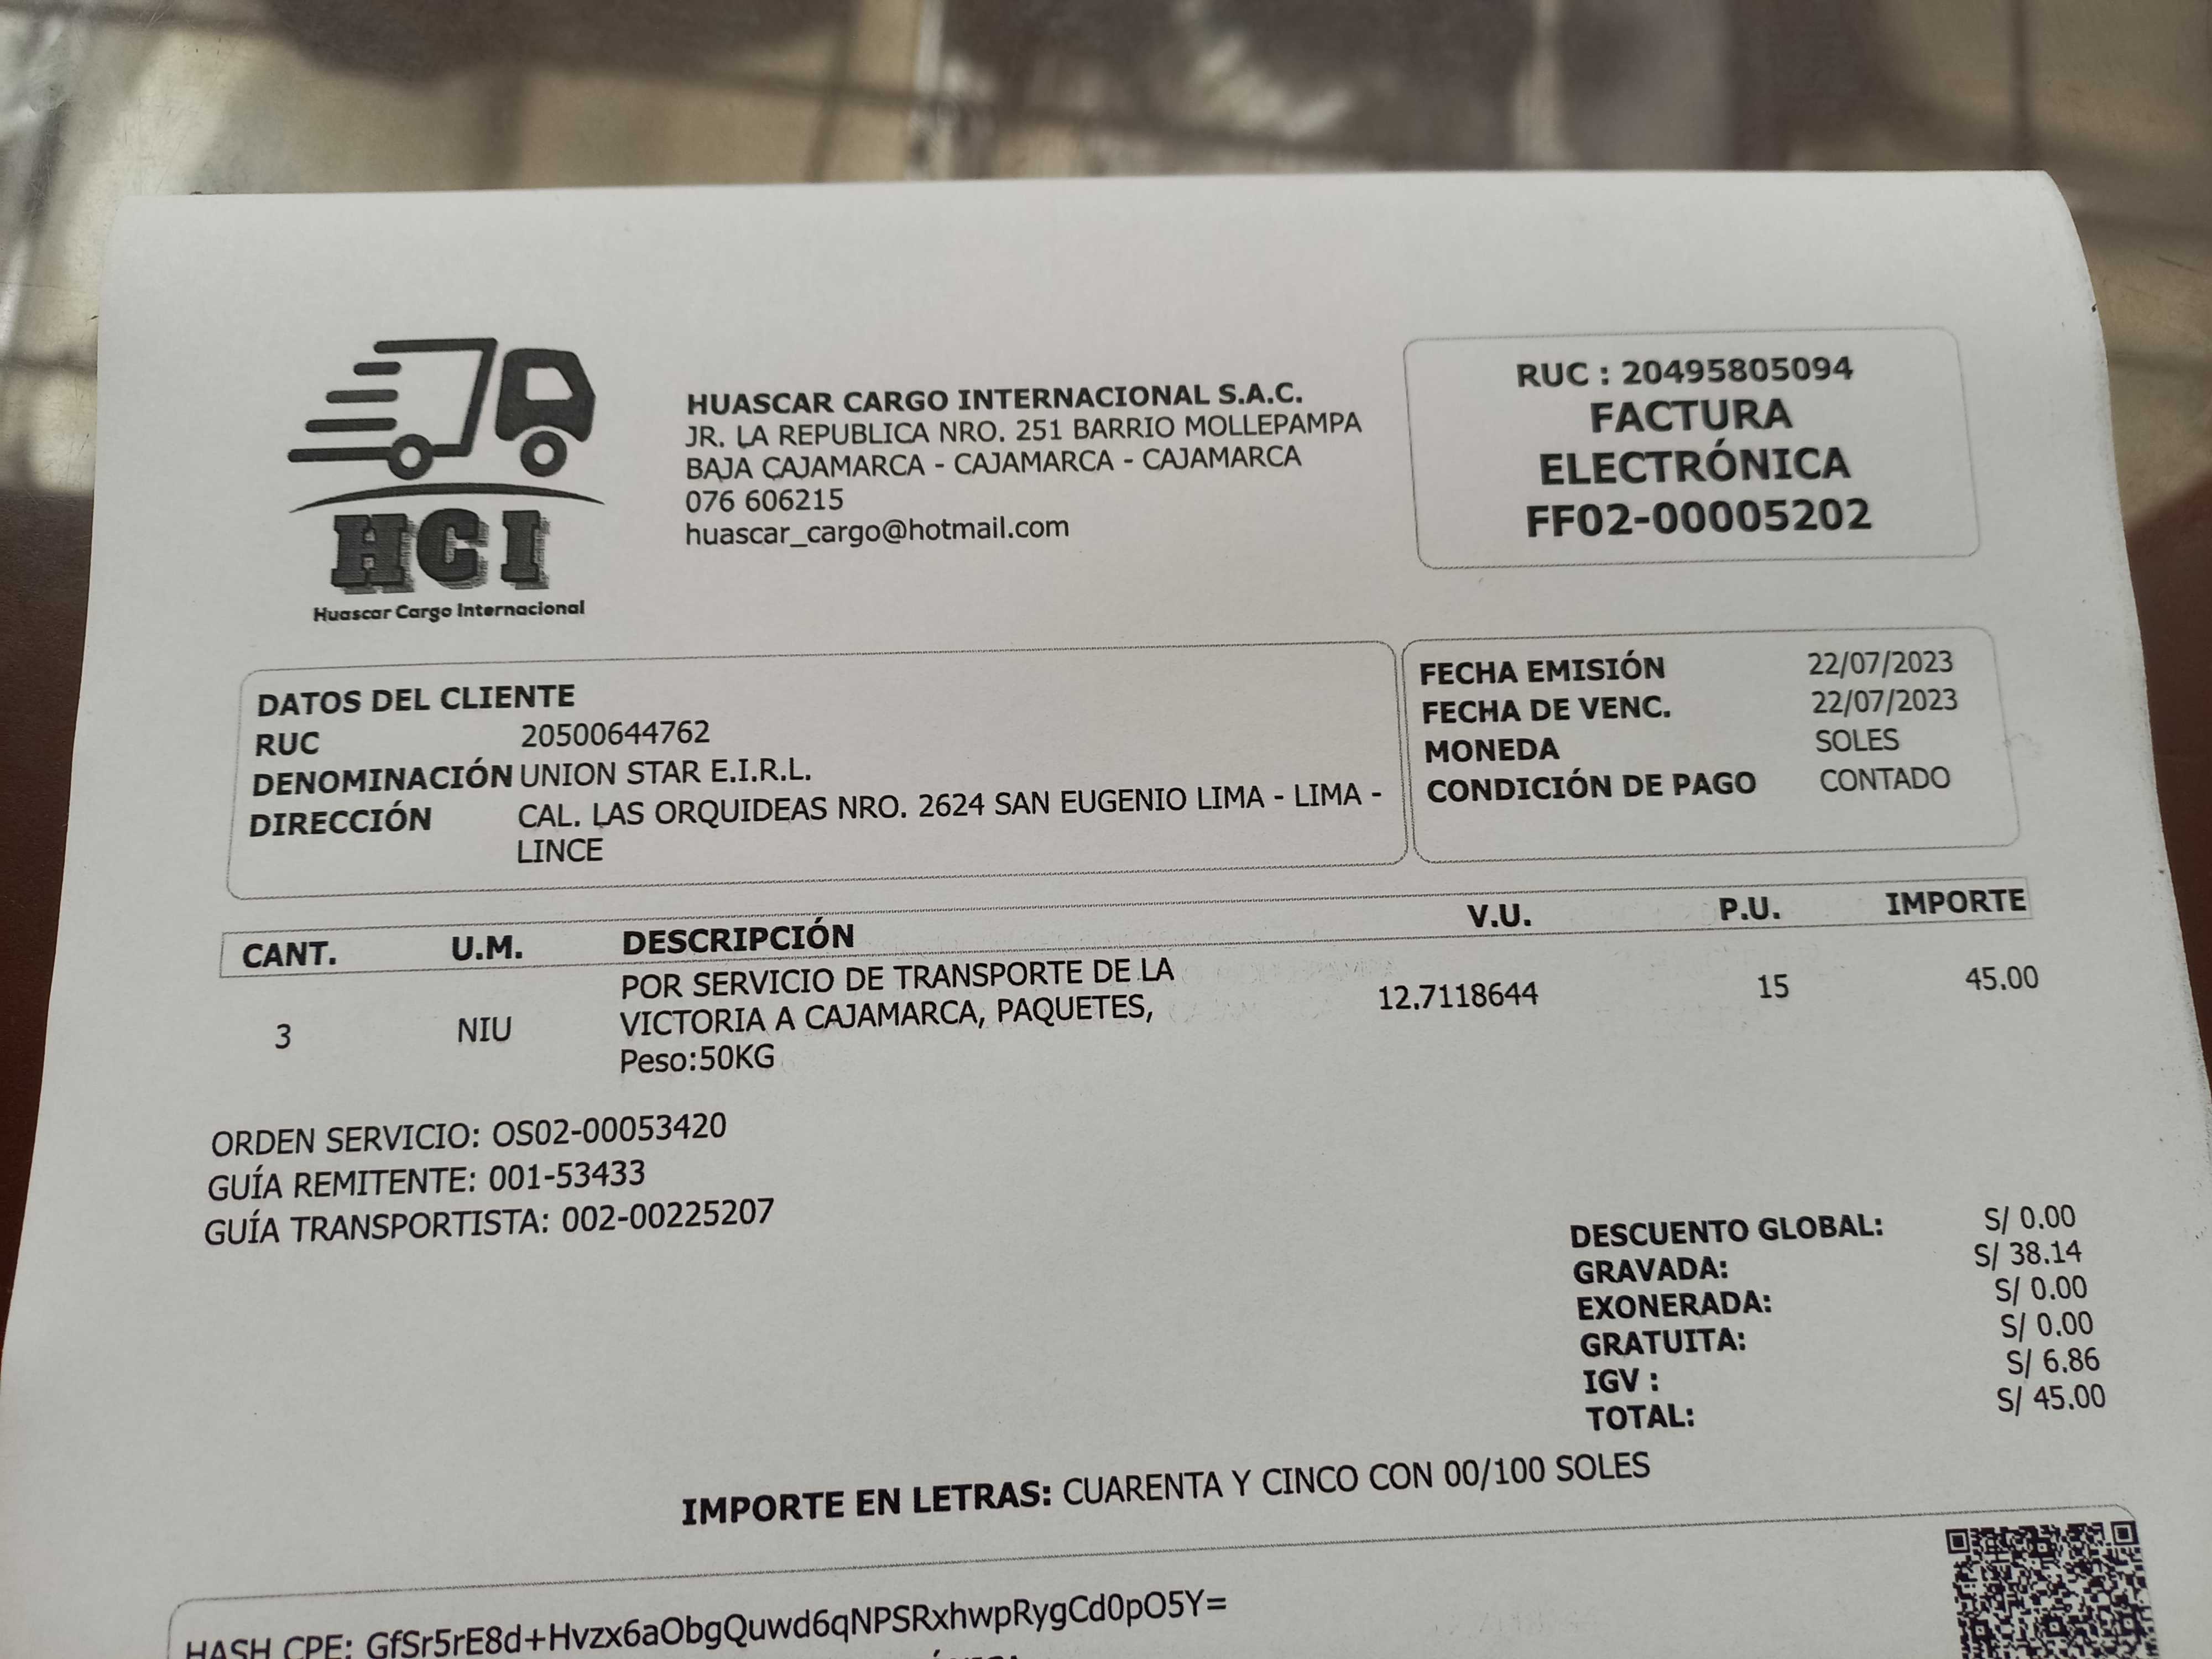 HCI
Huascar Cargo Internacional
HUASCAR CARGO INTERNACIONAL S.A.C.
JR. LA REPUBLICA NRO. 251 BARRIO MOLLEPAMPA
BAJA CAJAMARCA - CAJAMARCA - CAJAMARCA
076 606215
huascar_cargo@hotmail.com
RUC : 20495805094
FACTURA
ELECTRÓNICA
FF02-00005202
DATOS DEL CLIENTE
RUC 20500644762
DENOMINACIÓN UNION STAR E.I.R.L.
DIRECCIÓN CAL. LAS ORQUIDEAS NRO. 2624 SAN EUGENIO LIMA - LIMA -
LINCE
FECHA EMISIÓN 22/07/2023
FECHA DE VENC. 22/07/2023
MONEDA SOLES
CONDICIÓN DE PAGO CONTADO
CANT. U.M. DESCRIPCIÓN V.U. P.U. IMPORTE
POR SERVICIO DE TRANSPORTE DE LA
3 NIU VICTORIA A CAJAMARCA, PAQUETES, 12.7118644 15 45.00
Peso:50KG
ORDEN SERVICIO: OS02-00053420
GUÍA REMITENTE: 001-53433
GUÍA TRANSPORTISTA: 002-00225207
DESCUENTO GLOBAL: S/ 0.00
GRAVADA: S/ 38.14
EXONERADA: S/ 0.00
GRATUITA: S/ 0.00
IGV : S/ 6.86
TOTAL: S/ 45.00
IMPORTE EN LETRAS: CUARENTA Y CINCO CON 00/100 SOLES
HASH CPE: GfSr5rE8d+Hvzx6aObgQuwd6qNPSRxhwpRygCd0pO5Y=